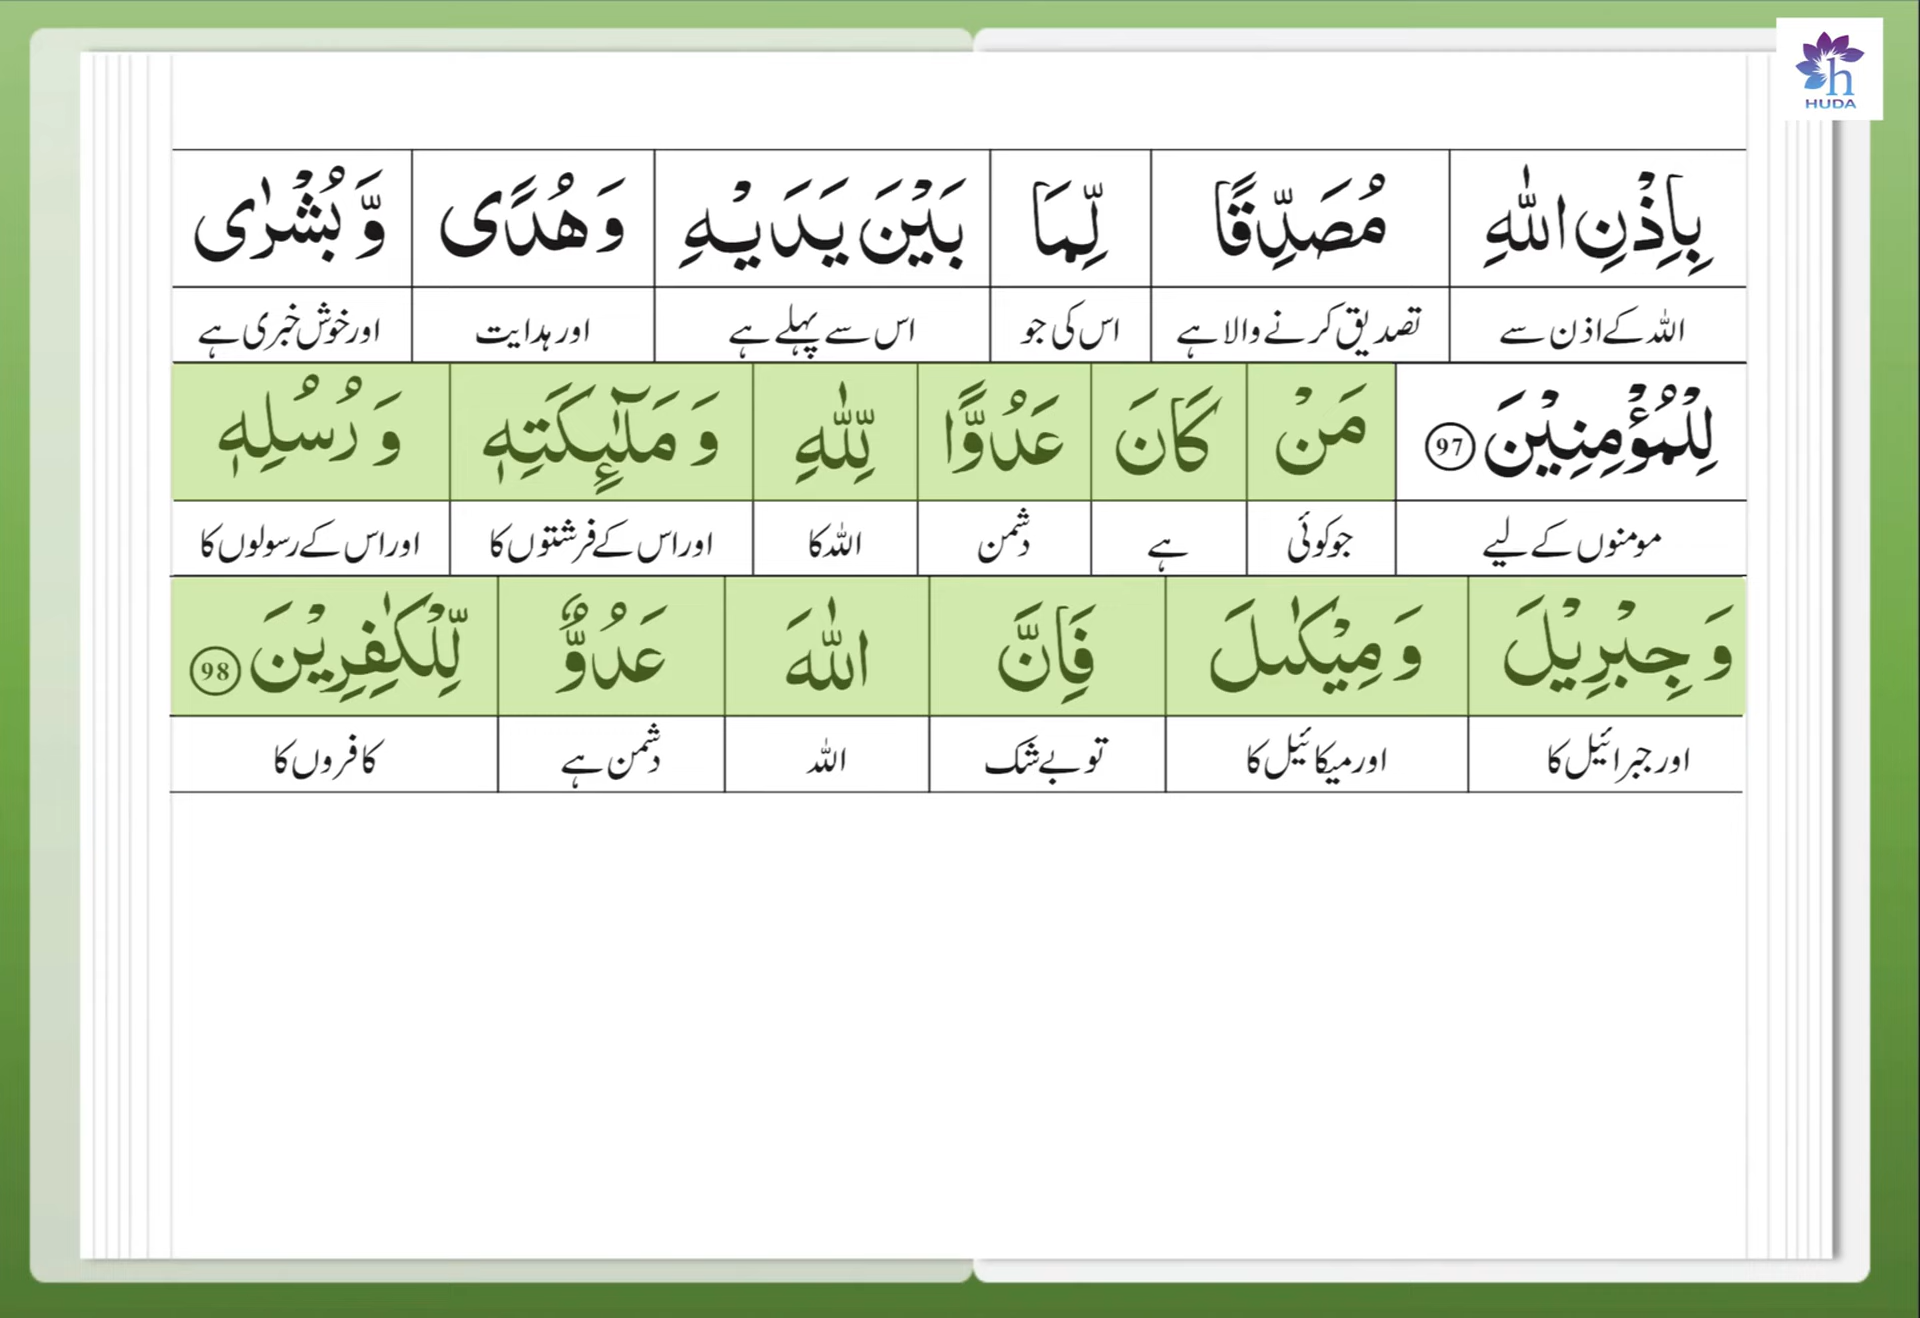 h
HUDA
بِاِذْنِ اللّٰهِ مُصَدِّقًا لِّمَا بَيْنَ يَدَيْهِ وَهُدًى وَّ بُشْرٰى
اللہ کے اذن سے تصدیق کرنے والا ہے اس کی جو اس سے پہلے ہے اور ہدایت اور خوش خبری ہے
لِلْمُؤْمِنِيْنَ 97 مَنْ كَانَ عَدُوًّا لِّلّٰهِ وَ مَلٰٓئِكَتِهٖ وَ رُسُلِهٖ
مومنوں کے لیے جو کوئی ہے دشمن اللہ کا اور اس کے فرشتوں کا اور اس کے رسولوں کا
وَ جِبْرِيْلَ وَ مِيْكٰىلَ فَاِنَّ اللّٰهَ عَدُوٌّ لِّلْكٰفِرِيْنَ 98
اور جبرائیل کا اور میکائیل کا تو بے شک اللہ دشمن ہے کافروں کا